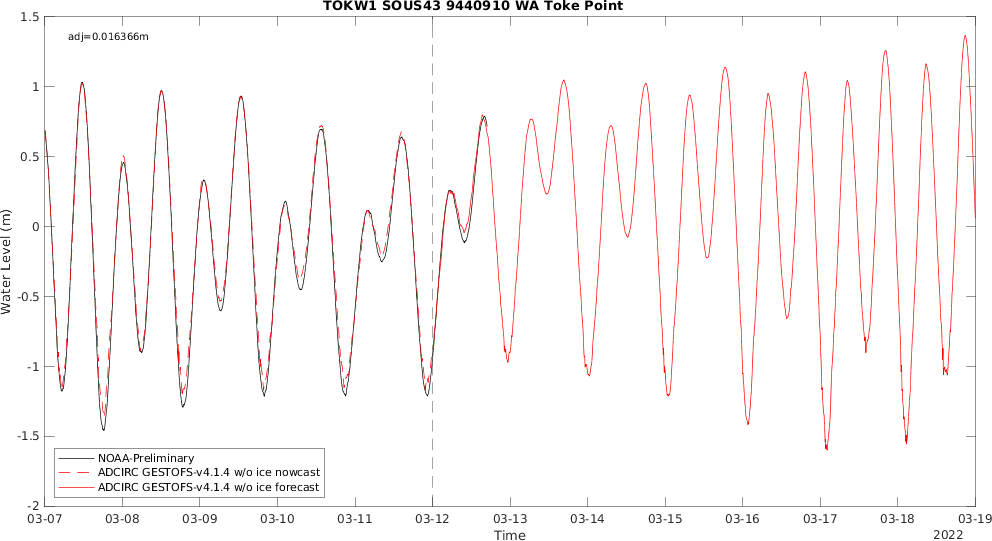 TOKW1 SOUS43 9440910 WA Toke Point
adj=0.016366m
1.5
1
0.5
0
-0.5
-1
-1.5
-2
Water Level (m)
NOAA-Preliminary
ADCIRC GESTOFS-v4.1.4 w/o ice nowcast
ADCIRC GESTOFS-v4.1.4 w/o ice forecast
03-07 03-08 03-09 03-10 03-11 03-12 03-13 03-14 03-15 03-16 03-17 03-18 03-19
Time
2022